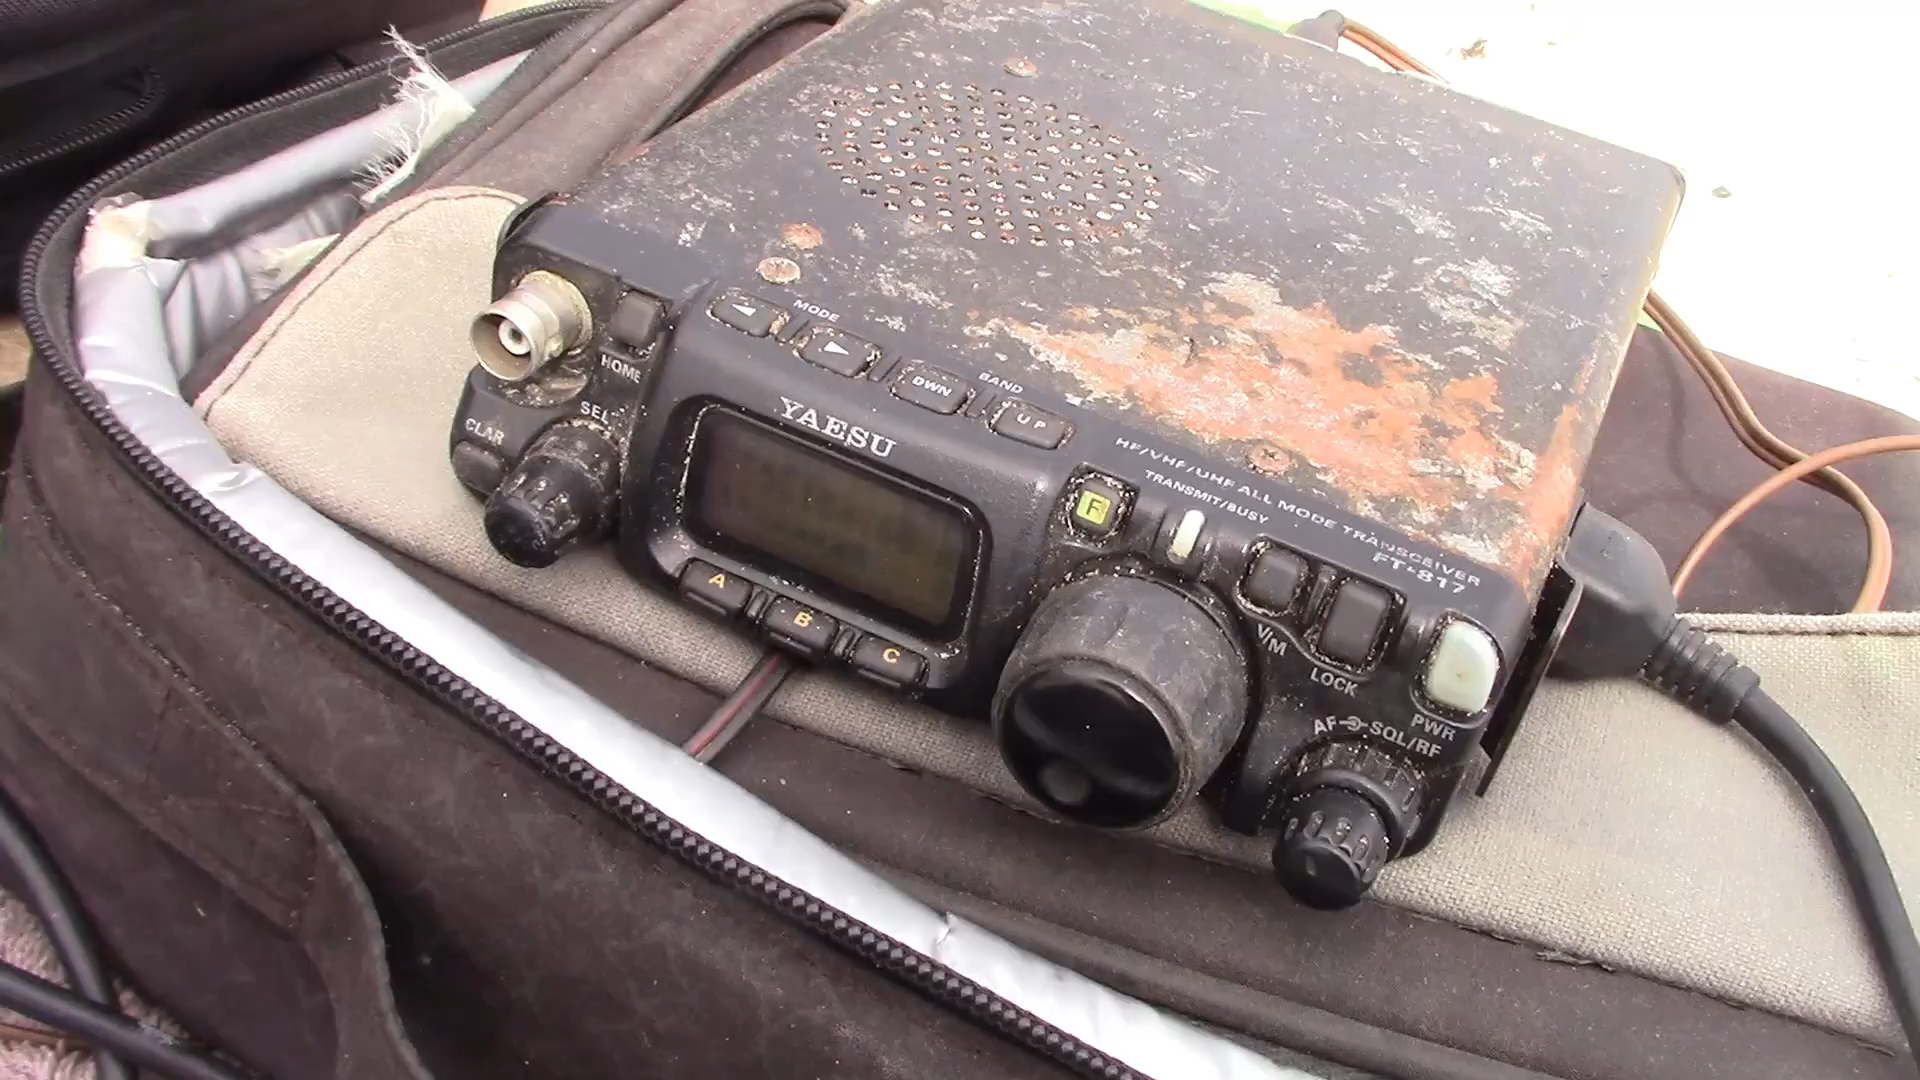 MODE
HOME
DWN
BAND
UP
SEL
CLAR
YAESU
HF/VHF/UHF ALL MODE TRANSCEIVER
FT-817
TRANSMIT/BUSY
F
A
B
C
V/M
LOCK
PWR
AF SQL/RF